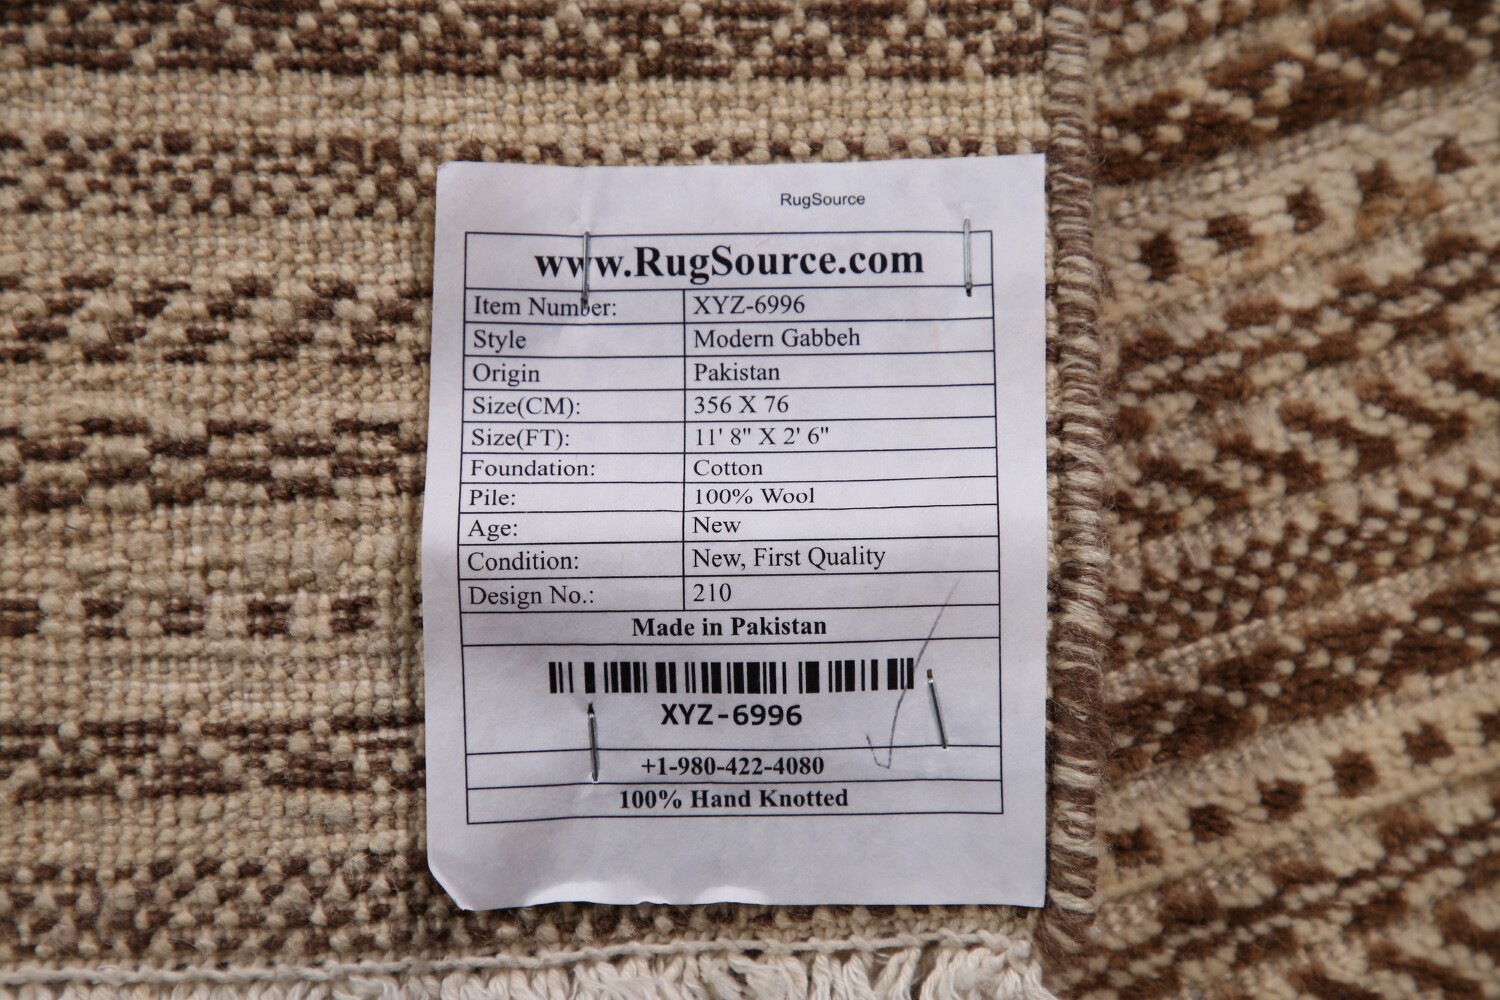 RugSource
www.RugSource.com
Item Number: XYZ-6996
Style Modern Gabbeh
Origin Pakistan
Size(CM): 356 X 76
Size(FT): 11' 8" X 2' 6"
Foundation: Cotton
Pile: 100% Wool
Age: New
Condition: New, First Quality
Design No.: 210
Made in Pakistan
XYZ-6996
+1-980-422-4080
100% Hand Knotted